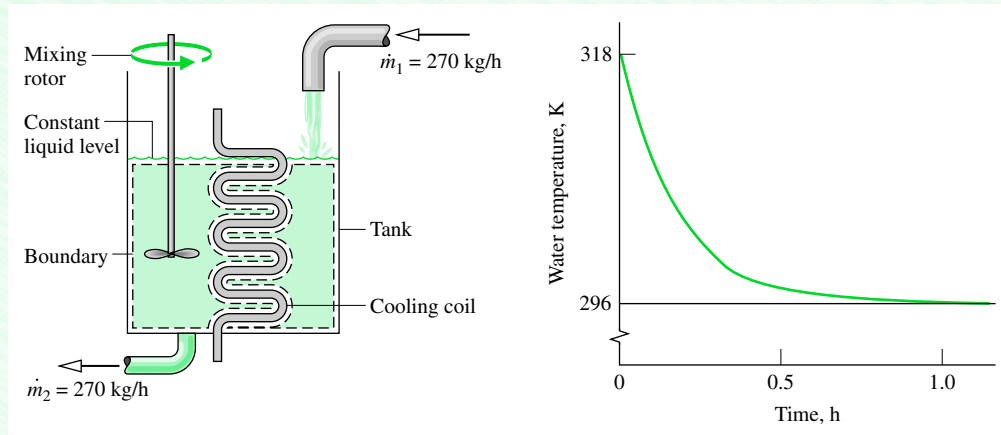 Mixing
rotor
ṁ1 = 270 kg/h
Constant
liquid level
Boundary
Tank
Cooling coil
ṁ2 = 270 kg/h
Water temperature, K
318
296
0
0.5
1.0
Time, h